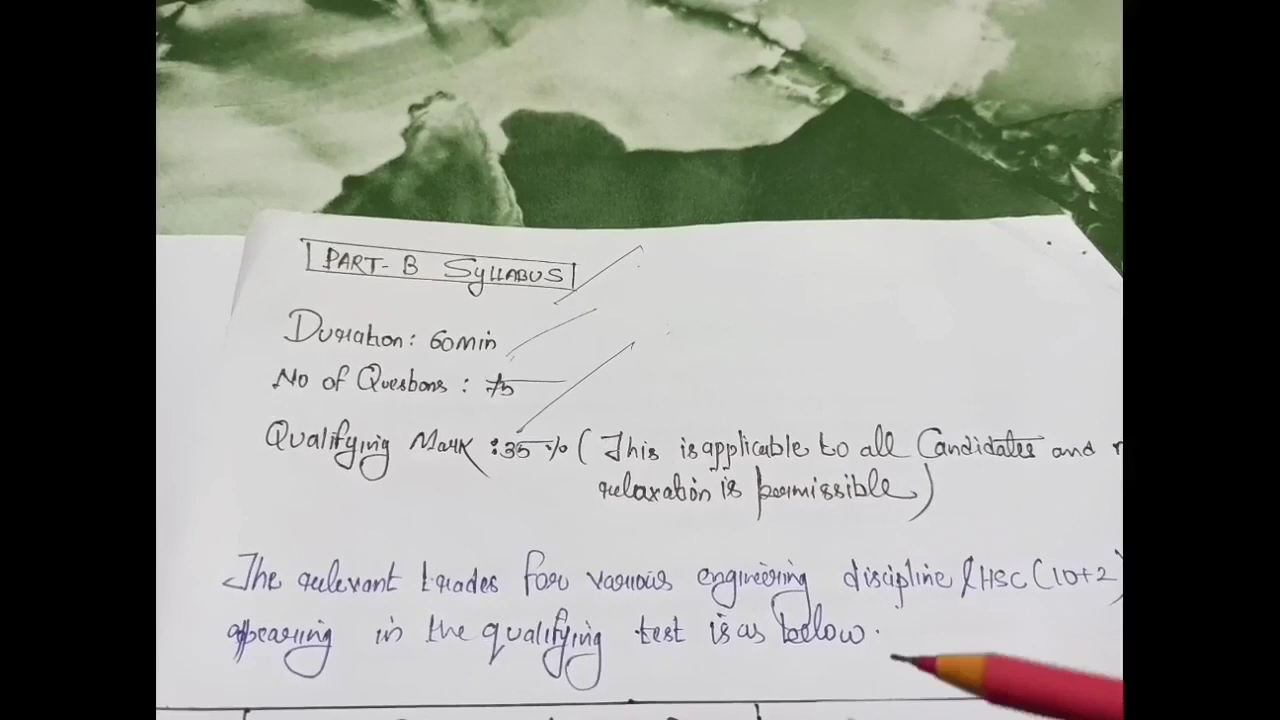 PART-B SYLLABUS
Duration: 60min
No of Questions : 75
Qualifying Mark : 35% ( This is applicable to all Candidates and
relaxation is permissible)
The relevant trades for various engineering discipline & HSC (10+2)
appearing in the qualifying test is as below.